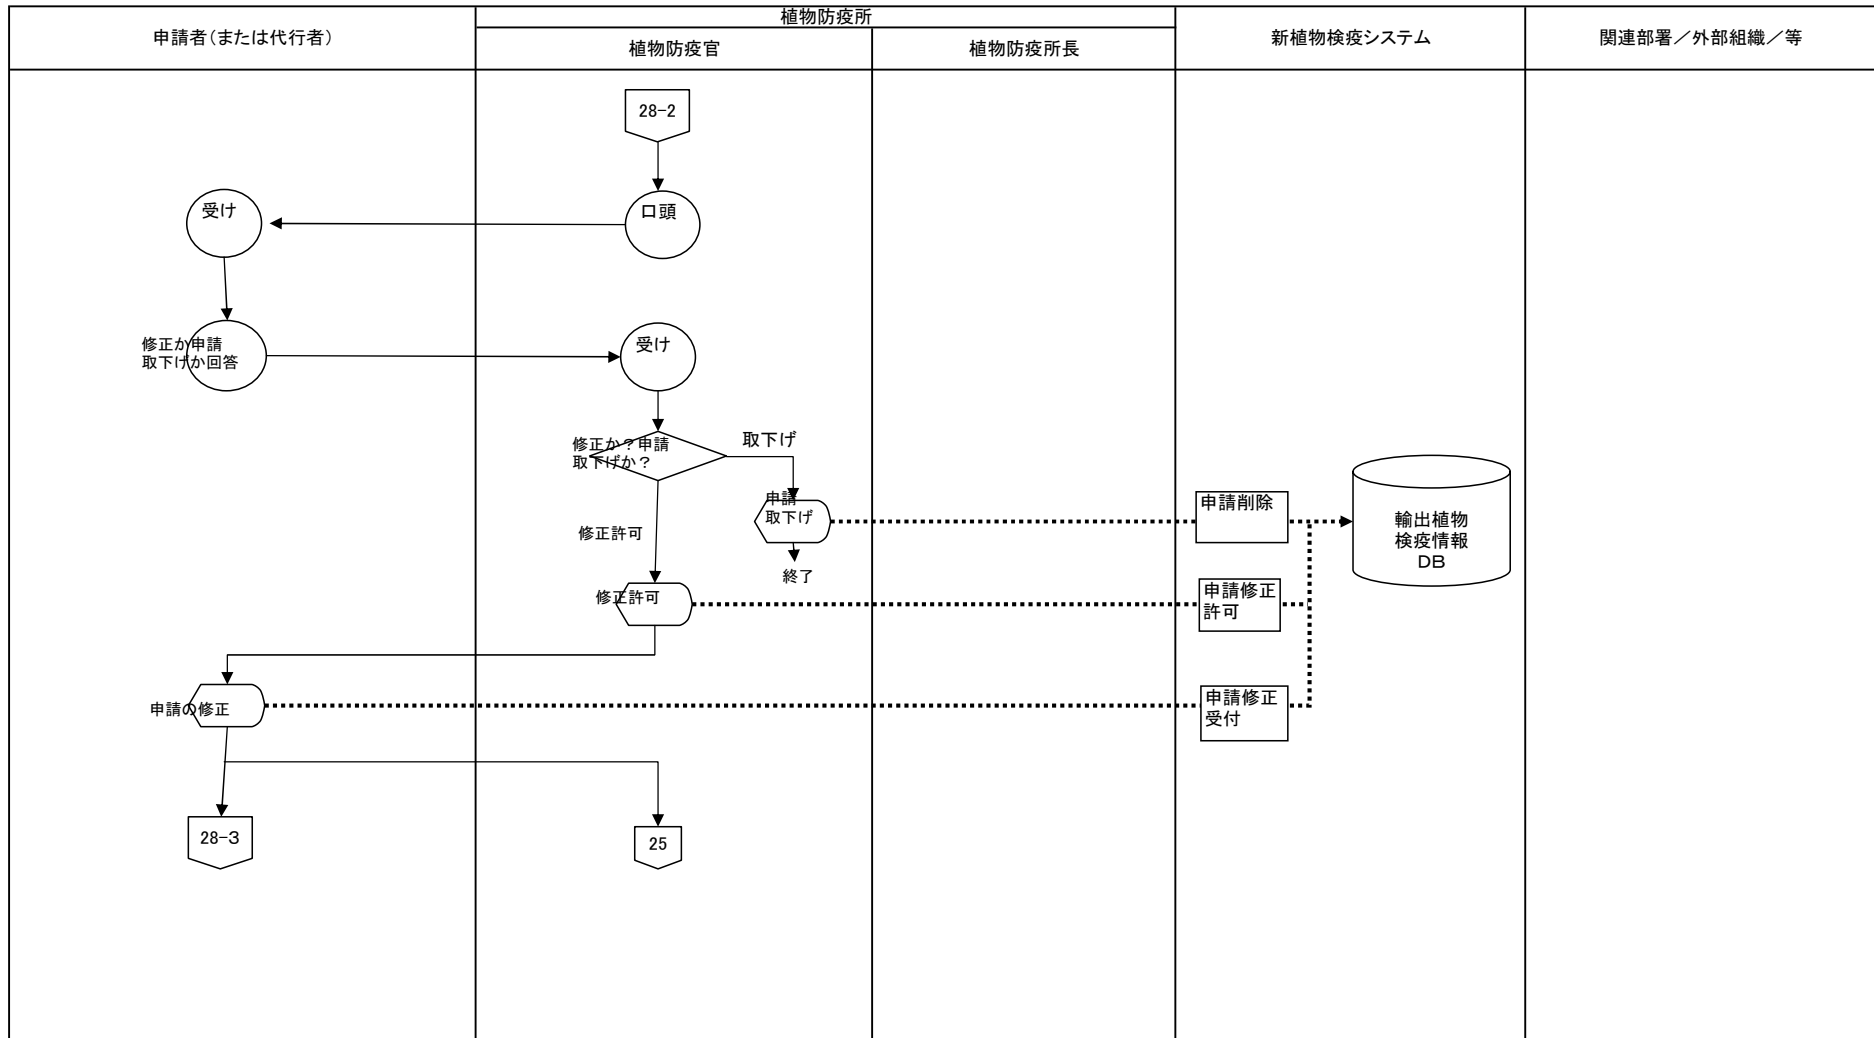 植物防疫所
申請者(または代行者)
植物防疫官
植物防疫所長
新植物検疫システム
関連部署/外部組織/等
28-2
受け
口頭
修正か申請
取下げか回答
受け
修正か?申請
取下げか?
取下げ
申請
取下げ
申請削除
輸出植物
検疫情報
DB
修正許可
終了
修正許可
申請修正
許可
申請の修正
申請修正
受付
28-3
25